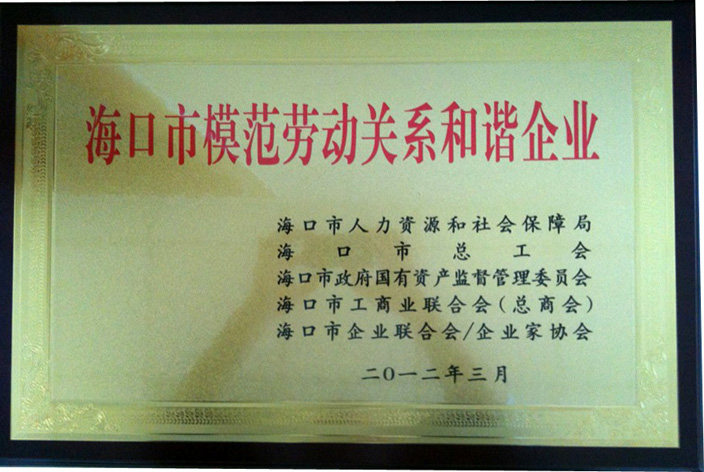 海口市模范劳动关系和谐企业
海口市人力资源和社会保障局
海口市总工会
海口市政府国有资产监督管理委员会
海口市工商业联合会(总商会)
海口市企业联合会/企业家协会
二〇一二年三月